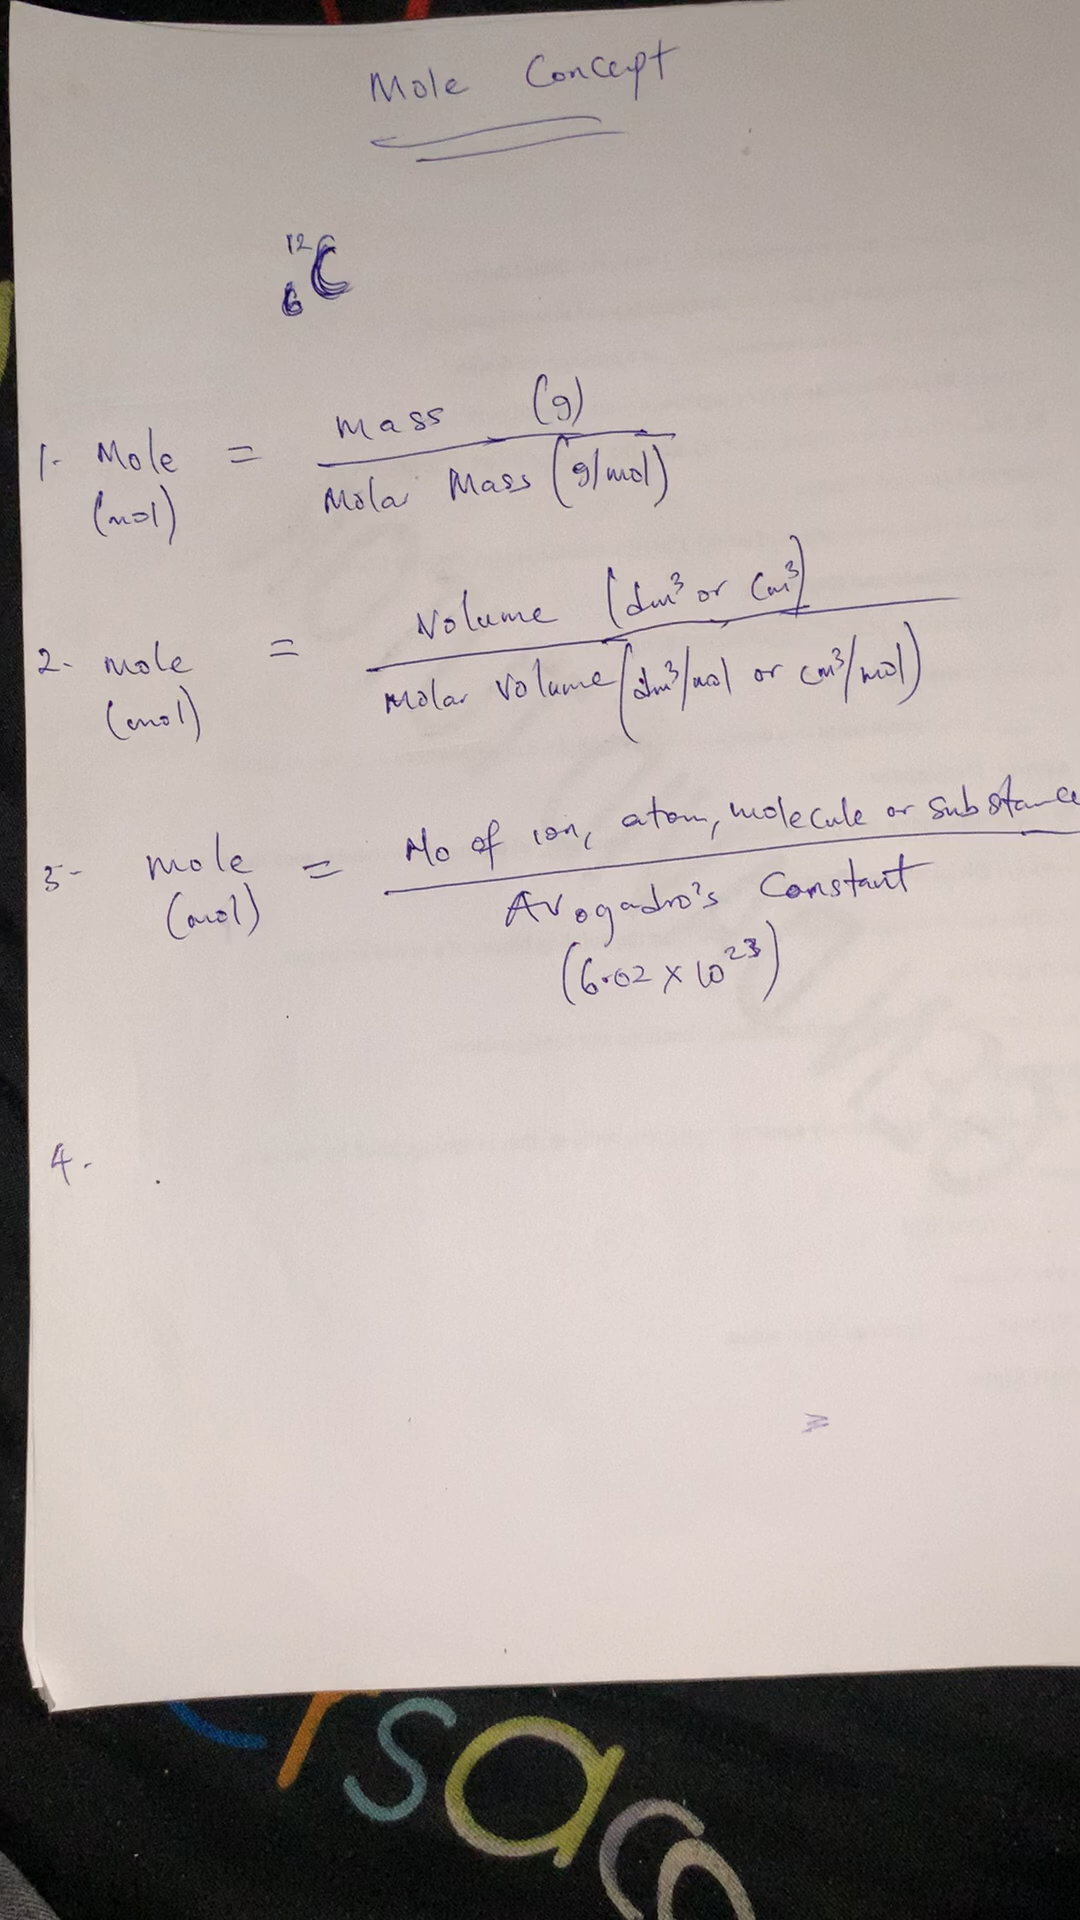 Mole Concept
12
6 C
1- Mole = mass (g)
(mol) Molar Mass (g/mol)
2- mole = Volume (dm³ or cm³)
(mol) Molar Volume (dm³/mol or cm³/mol)
3- mole = No of ion, atom, molecule or substance
(mol) Avogadro's Constant
(6.02 x 10²³)
4-
rsac